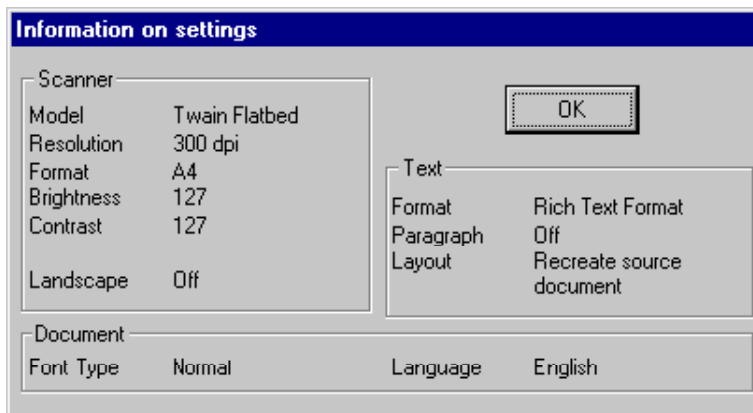 Information on settings
Scanner
Model Twain Flatbed
Resolution 300 dpi
Format A4
Brightness 127
Contrast 127
Landscape Off
OK
Text
Format Rich Text Format
Paragraph Off
Layout Recreate source
document
Document
Font Type Normal Language English